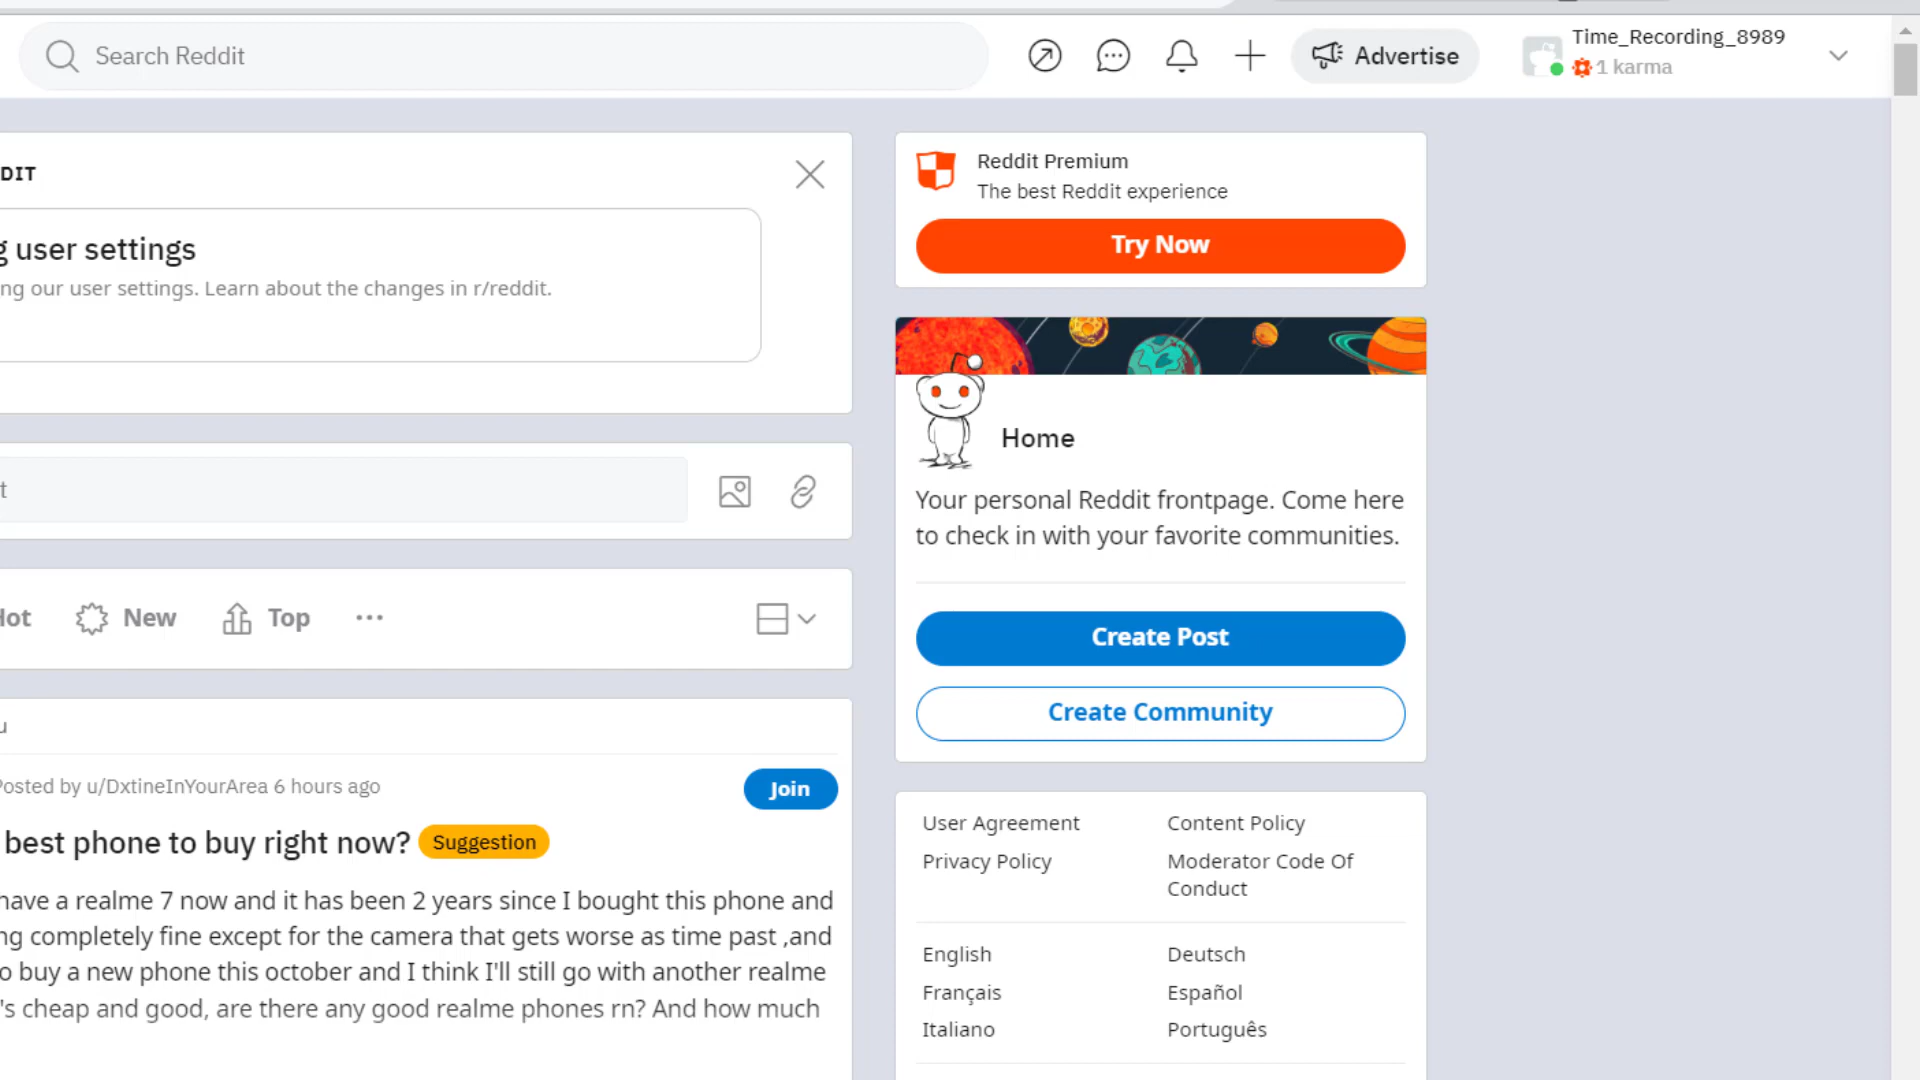 Search Reddit
Advertise
Time_Recording_8989
1 karma
DIT
g user settings
ng our user settings. Learn about the changes in r/reddit.
t
Hot
New
Top
u
Posted by u/DxtineInYourArea 6 hours ago
Join
best phone to buy right now?
Suggestion
have a realme 7 now and it has been 2 years since I bought this phone and
ng completely fine except for the camera that gets worse as time past ,and
o buy a new phone this october and I think I'll still go with another realme
's cheap and good, are there any good realme phones rn? And how much
Reddit Premium
The best Reddit experience
Try Now
Home
Your personal Reddit frontpage. Come here
to check in with your favorite communities.
Create Post
Create Community
User Agreement
Content Policy
Privacy Policy
Moderator Code Of
Conduct
English
Deutsch
Français
Español
Italiano
Português